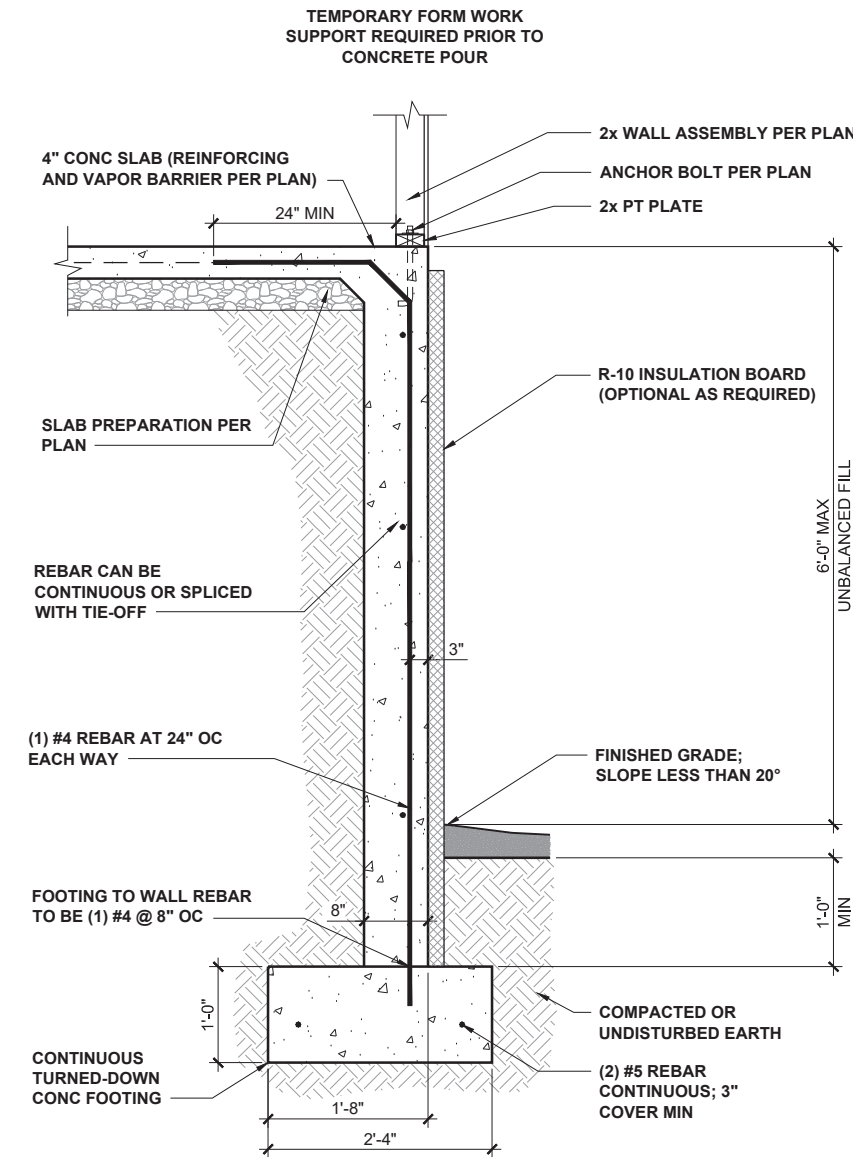 TEMPORARY FORM WORK
SUPPORT REQUIRED PRIOR TO
CONCRETE POUR
2x WALL ASSEMBLY PER PLAN
4" CONC SLAB (REINFORCING
AND VAPOR BARRIER PER PLAN)
ANCHOR BOLT PER PLAN
24" MIN
2x PT PLATE
R-10 INSULATION BOARD
(OPTIONAL AS REQUIRED)
SLAB PREPARATION PER
PLAN
6'-0" MAX
UNBALANCED FILL
REBAR CAN BE
CONTINUOUS OR SPLICED
WITH TIE-OFF
3"
(1) #4 REBAR AT 24" OC
EACH WAY
FINISHED GRADE;
SLOPE LESS THAN 20°
FOOTING TO WALL REBAR
TO BE (1) #4 @ 8" OC
8"
1'-0"
MIN
1'-0"
COMPACTED OR
UNDISTURBED EARTH
CONTINUOUS
TURNED-DOWN
CONC FOOTING
(2) #5 REBAR
CONTINUOUS; 3"
COVER MIN
1'-8"
2'-4"